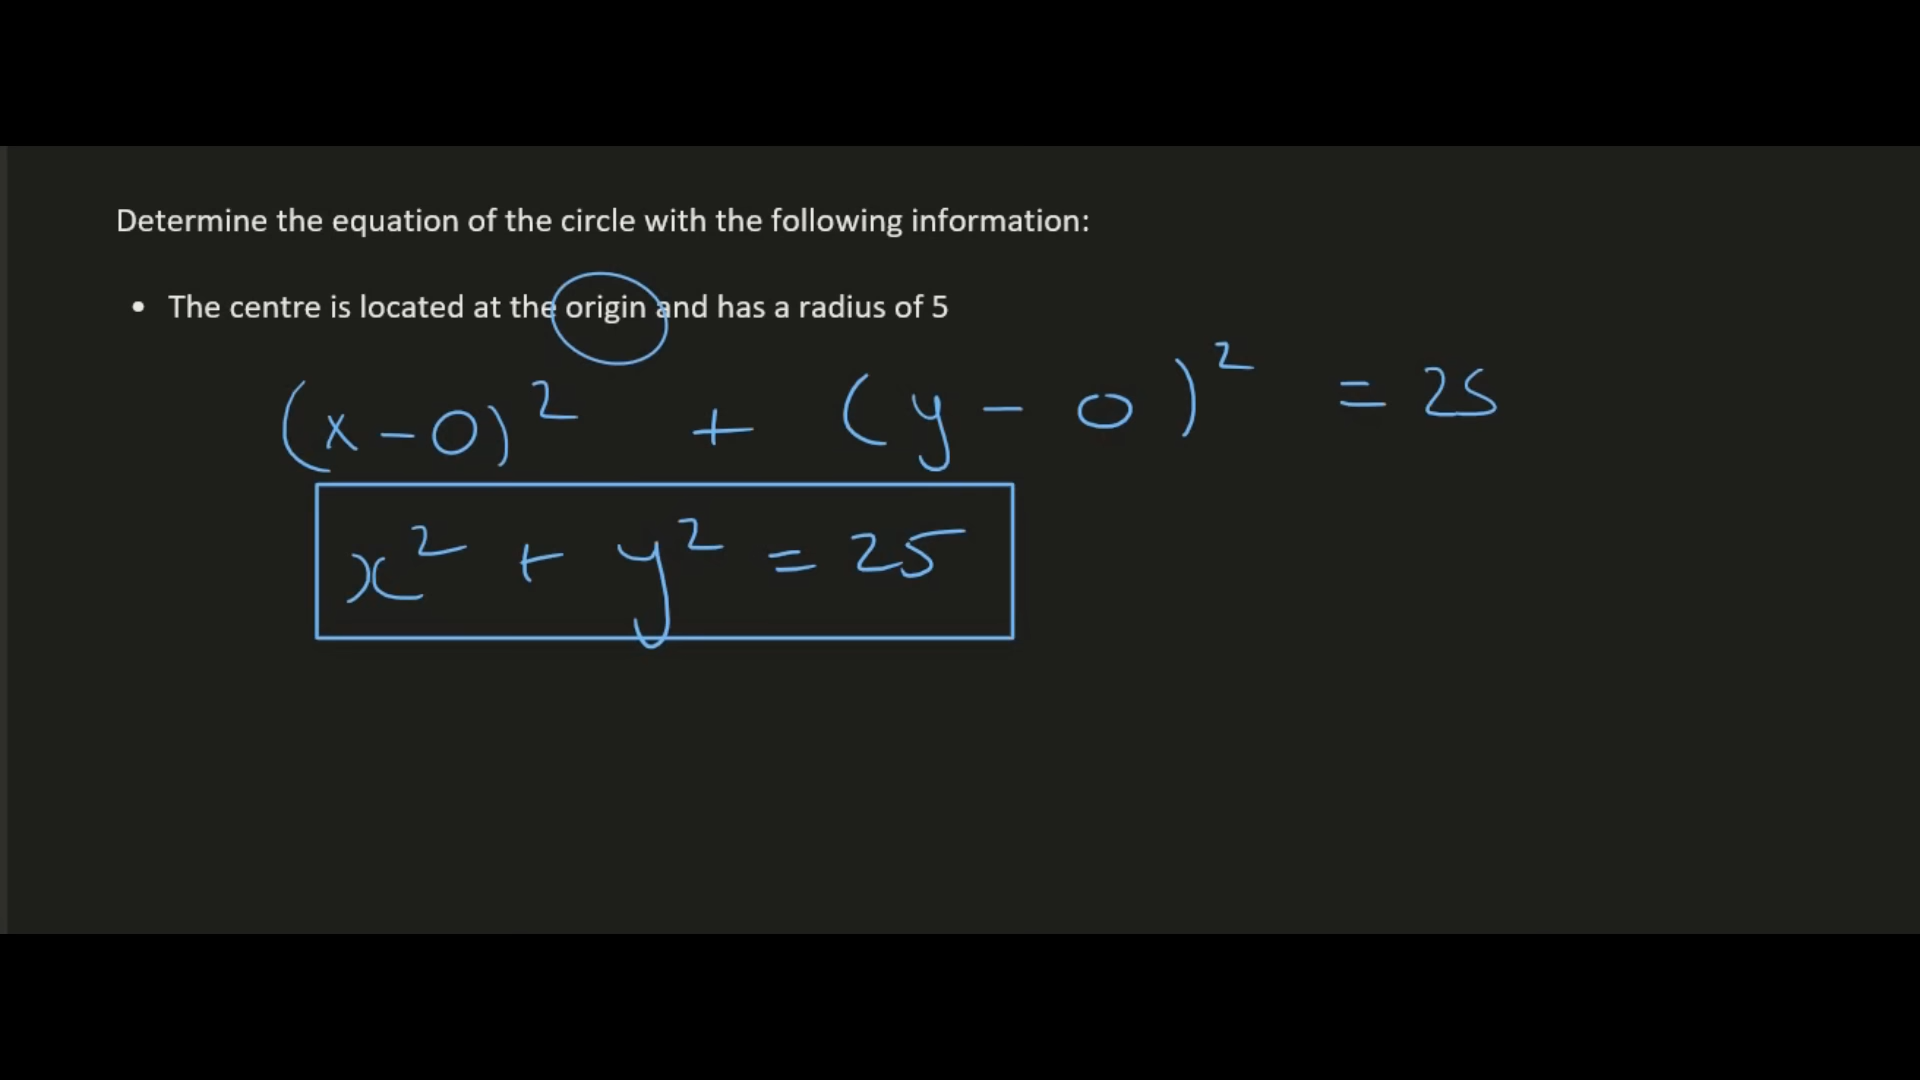 Determine the equation of the circle with the following information:
• The centre is located at the origin and has a radius of 5
(x - 0)² + (y - 0)² = 25
x² + y² = 25